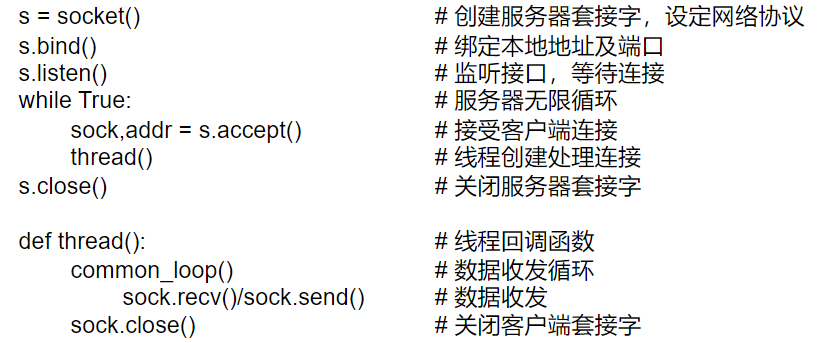 s = socket() # 创建服务器套接字，设定网络协议
s.bind() # 绑定本地地址及端口
s.listen() # 监听接口，等待连接
while True: # 服务器无限循环
sock,addr = s.accept() # 接受客户端连接
thread() # 线程创建处理连接
s.close() # 关闭服务器套接字
def thread(): # 线程回调函数
common_loop() # 数据收发循环
sock.recv()/sock.send() # 数据收发
sock.close() # 关闭客户端套接字